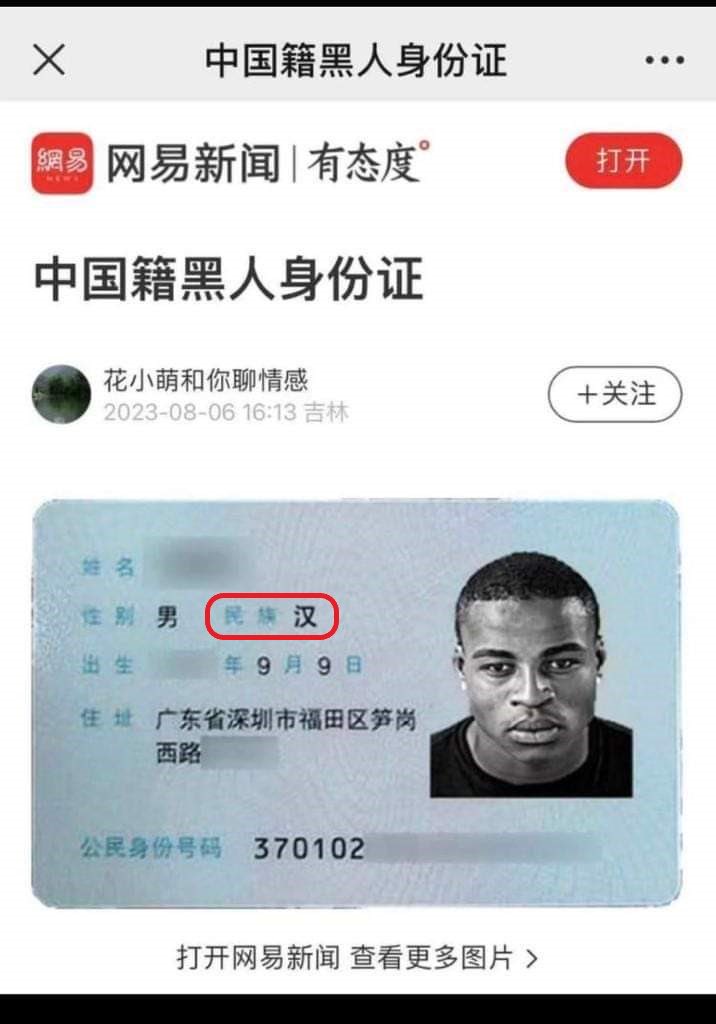 中国籍黑人身份证
網易
NEWS
网易新闻|有态度°
打开
中国籍黑人身份证
花小萌和你聊情感
2023-08-06 16:13 吉林
+关注
姓名
性别 男 民族 汉
出生 年 9 月 9 日
住址 广东省深圳市福田区笋岗
西路
公民身份号码 370102
打开网易新闻 查看更多图片 >